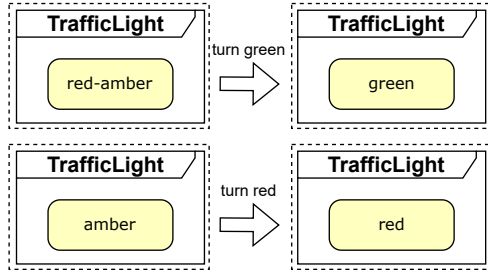 TrafficLight
TrafficLight
turn green
red-amber
green
TrafficLight
TrafficLight
turn red
amber
red